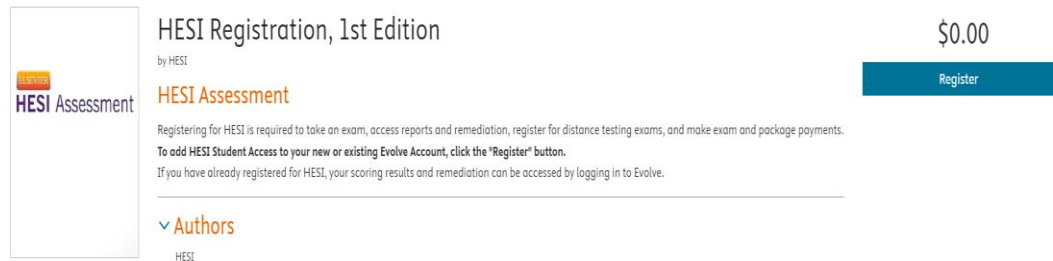 ELSEVIER
HESI Assessment
HESI Registration, 1st Edition
by HESI
HESI Assessment
Registering for HESI is required to take an exam, access reports and remediation, register for distance testing exams, and make exam and package payments.
To add HESI Student Access to your new or existing Evolve Account, click the "Register" button.
If you have already registered for HESI, your scoring results and remediation can be accessed by logging in to Evolve.
Authors
HESI
$0.00
Register